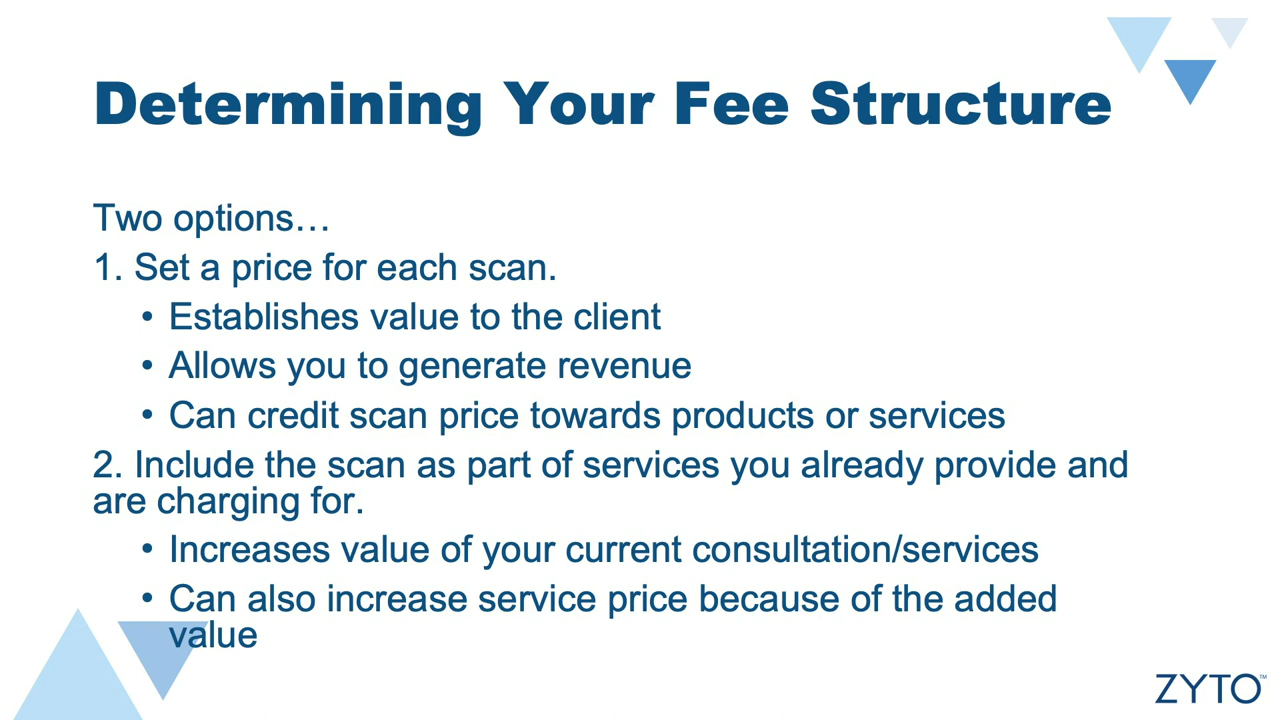 Determining Your Fee Structure
Two options…
1. Set a price for each scan.
• Establishes value to the client
• Allows you to generate revenue
• Can credit scan price towards products or services
2. Include the scan as part of services you already provide and
are charging for.
• Increases value of your current consultation/services
• Can also increase service price because of the added
value
ZYTO™